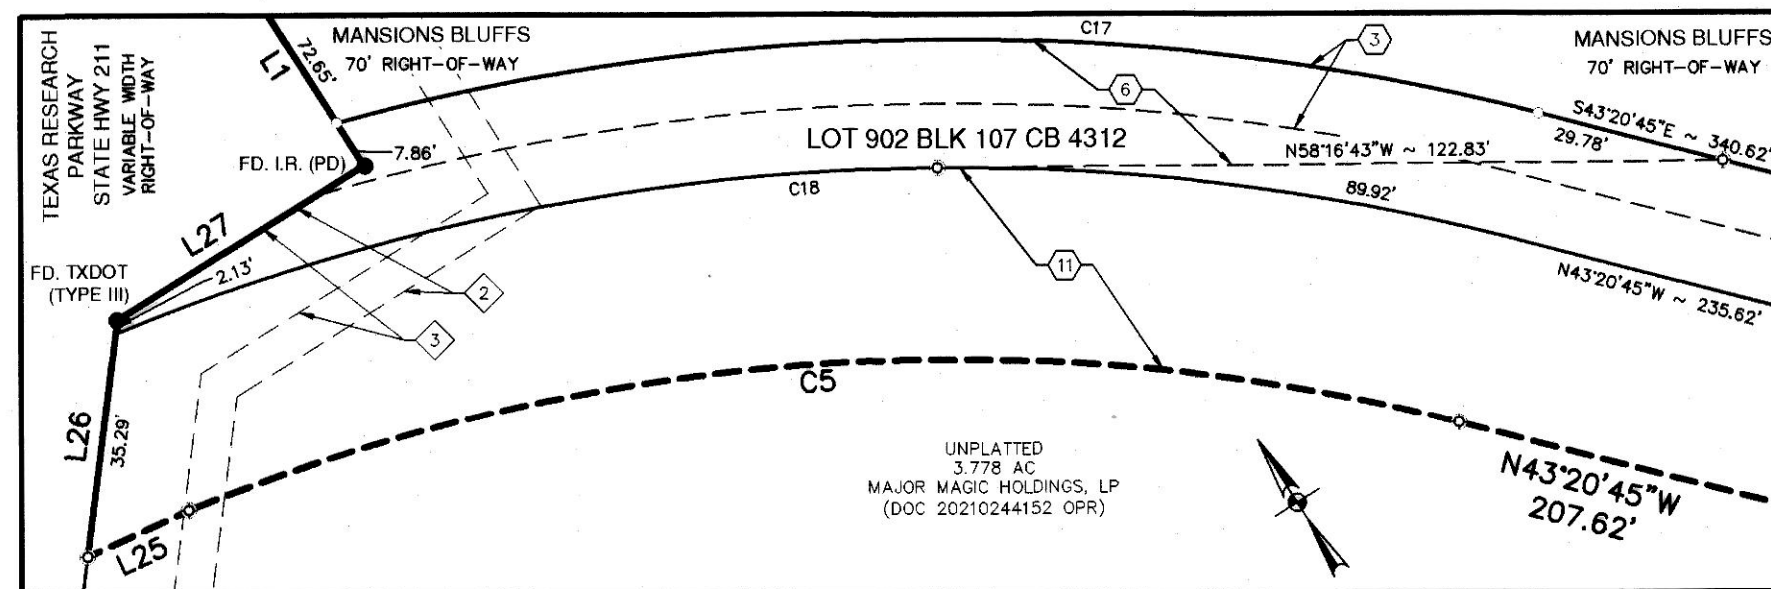 TEXAS RESEARCH
PARKWAY
STATE HWY 211
VARIABLE WIDTH
RIGHT-OF-WAY
L1
72.65'
MANSIONS BLUFFS
70' RIGHT-OF-WAY
C17
3
MANSIONS BLUFFS
70' RIGHT-OF-WAY
6
S43°20'45"E ~ 340.62'
29.78'
LOT 902 BLK 107 CB 4312
N58°16'43"W ~ 122.83'
7.86'
FD. I.R. (PD)
C18
89.92'
L27
2.13'
FD. TXDOT
(TYPE III)
2
3
11
N43°20'45"W ~ 235.62'
C5
L26
35.29'
L25
UNPLATTED
3.778 AC
MAJOR MAGIC HOLDINGS, LP
(DOC 20210244152 OPR)
N43°20'45"W
207.62'